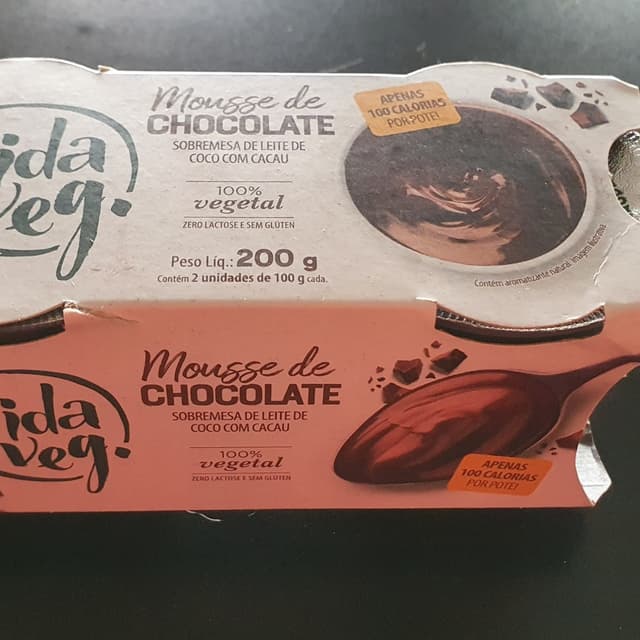 ida
veg.
Mousse de
CHOCOLATE
SOBREMESA DE LEITE DE
COCO COM CACAU
100%
vegetal
ZERO LACTOSE E SEM GLÚTEN
Peso Líq.: 200 g
Contém 2 unidades de 100 g cada.
APENAS
100 CALORIAS
POR POTE!
Contém aromatizante natural. Imagem ilustrativa
ida
veg.
Mousse de
CHOCOLATE
SOBREMESA DE LEITE DE
COCO COM CACAU
100%
vegetal
ZERO LACTOSE E SEM GLÚTEN
APENAS
100 CALORIAS
POR POTE!